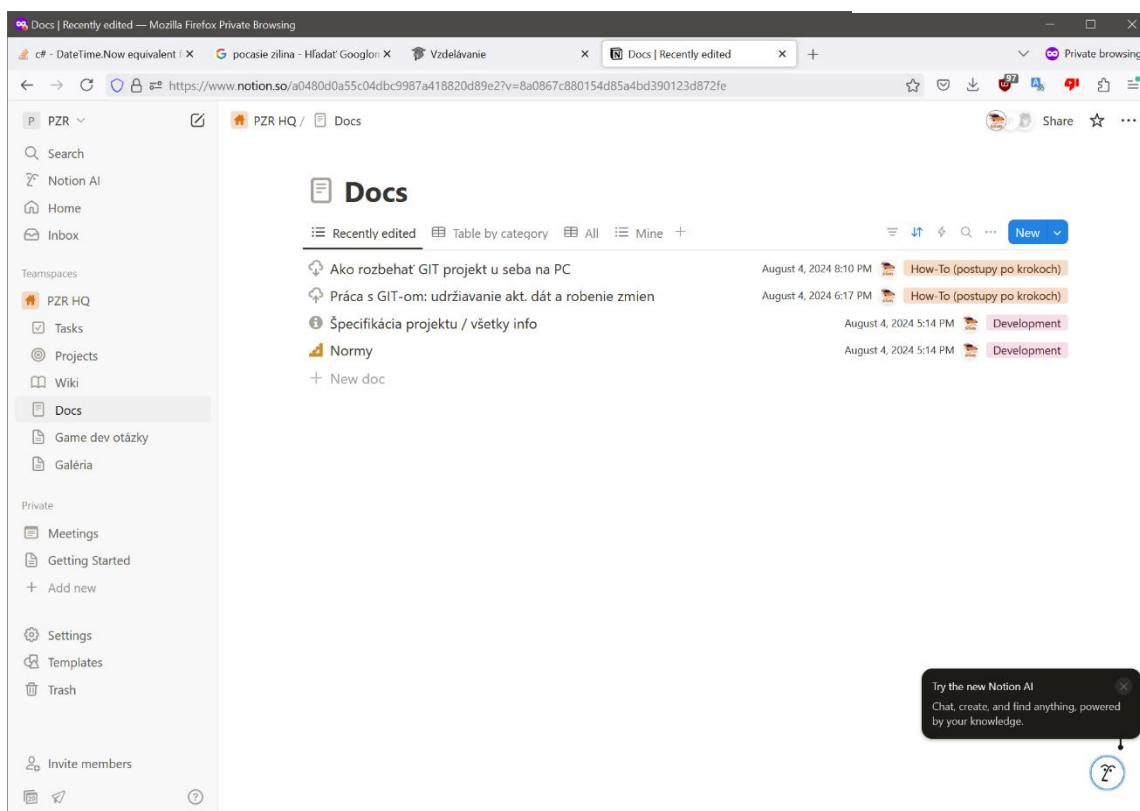 Docs | Recently edited — Mozilla Firefox Private Browsing
c# - DateTime.Now equivalent f
pocasie zilina - Hľadať Googlom
Vzdelávanie
Docs | Recently edited
Private browsing
https://www.notion.so/a0480d0a55c04dbc9987a418820d89e2?v=8a0867c880154d85a4bd390123d872fe
97
P PZR
PZR HQ / Docs
Share
Search
Notion AI
Home
Inbox
Teamspaces
PZR HQ
Tasks
Projects
Wiki
Docs
Game dev otázky
Galéria
Private
Meetings
Getting Started
Add new
Settings
Templates
Trash
Invite members
Docs
Recently edited Table by category All Mine
New
Ako rozbehať GIT projekt u seba na PC August 4, 2024 8:10 PM How-To (postupy po krokoch)
Práca s GIT-om: udržiavanie akt. dát a robenie zmien August 4, 2024 6:17 PM How-To (postupy po krokoch)
Špecifikácia projektu / všetky info August 4, 2024 5:14 PM Development
Normy August 4, 2024 5:14 PM Development
New doc
Try the new Notion AI
Chat, create, and find anything, powered
by your knowledge.